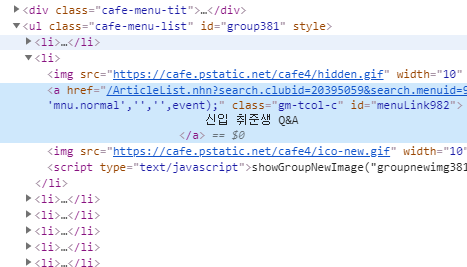 ▶<div class="cafe-menu-tit">…</div>
▼<ul class="cafe-menu-list" id="group381" style>
▶<li>…</li>
▼<li>
<img src="https://cafe.pstatic.net/cafe4/hidden.gif" width="10"
<a href="/ArticleList.nhn?search.clubid=20395059&search.menuid=9
'mnu.normal','','',event);" class="gm-tcol-c" id="menuLink982">
신입 취준생 Q&A
</a> == $0
<img src="https://cafe.pstatic.net/cafe4/ico-new.gif" width="10"
<script type="text/javascript">showGroupNewImage("groupnewimg381
</li>
▶<li>…</li>
▶<li>…</li>
▶<li>…</li>
▶<li>…</li>
▶<li>…</li>